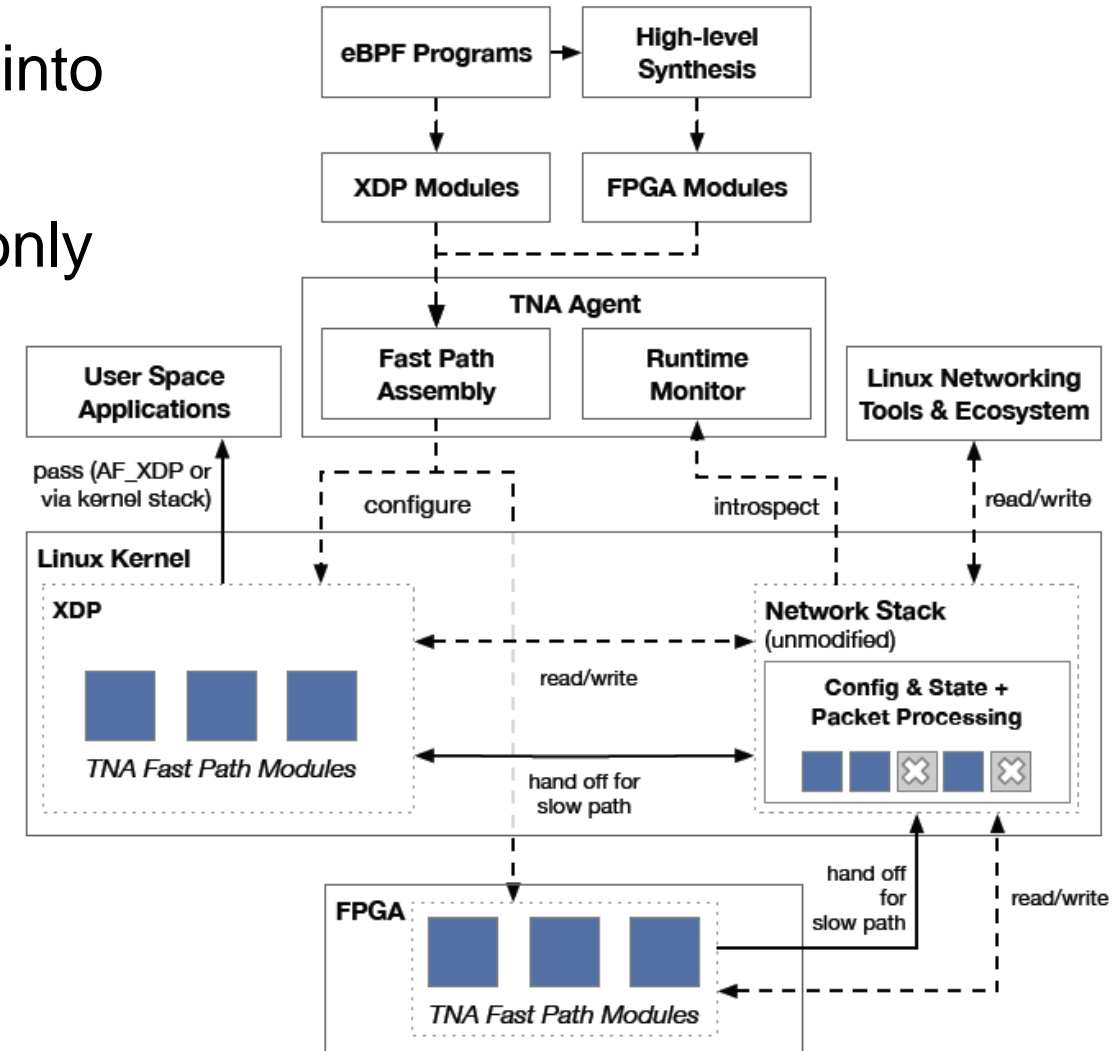 into
only
eBPF Programs
High-level
Synthesis
XDP Modules
FPGA Modules
TNA Agent
Fast Path
Assembly
Runtime
Monitor
User Space
Applications
Linux Networking
Tools & Ecosystem
pass (AF_XDP or
via kernel stack)
configure
introspect
read/write
Linux Kernel
XDP
TNA Fast Path Modules
read/write
hand off for
slow path
Network Stack
(unmodified)
Config & State +
Packet Processing
hand off
for
slow path
read/write
FPGA
TNA Fast Path Modules